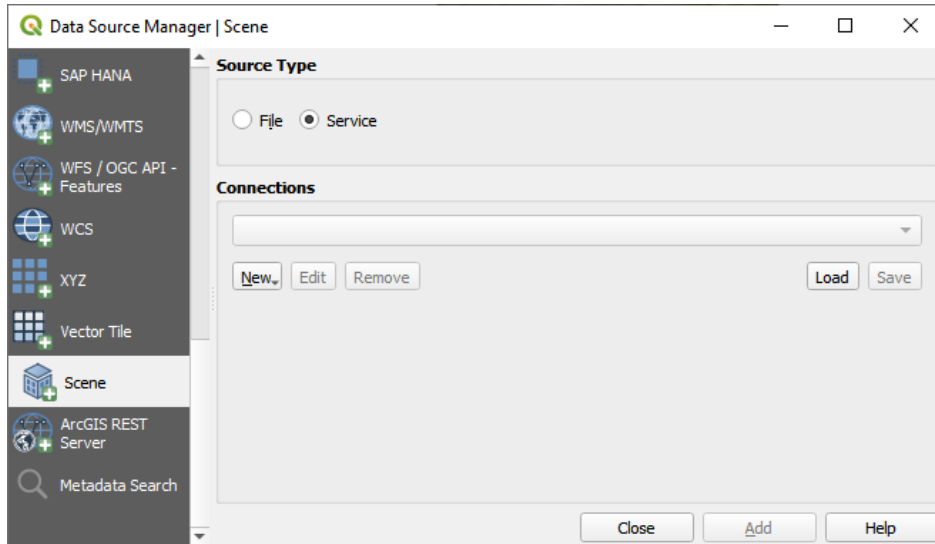 Data Source Manager | Scene
SAP HANA
WMS/WMTS
WFS / OGC API -
Features
WCS
XYZ
Vector Tile
Scene
ArcGIS REST
Server
Metadata Search
Source Type
File
Service
Connections
New
Edit
Remove
Load
Save
Close
Add
Help